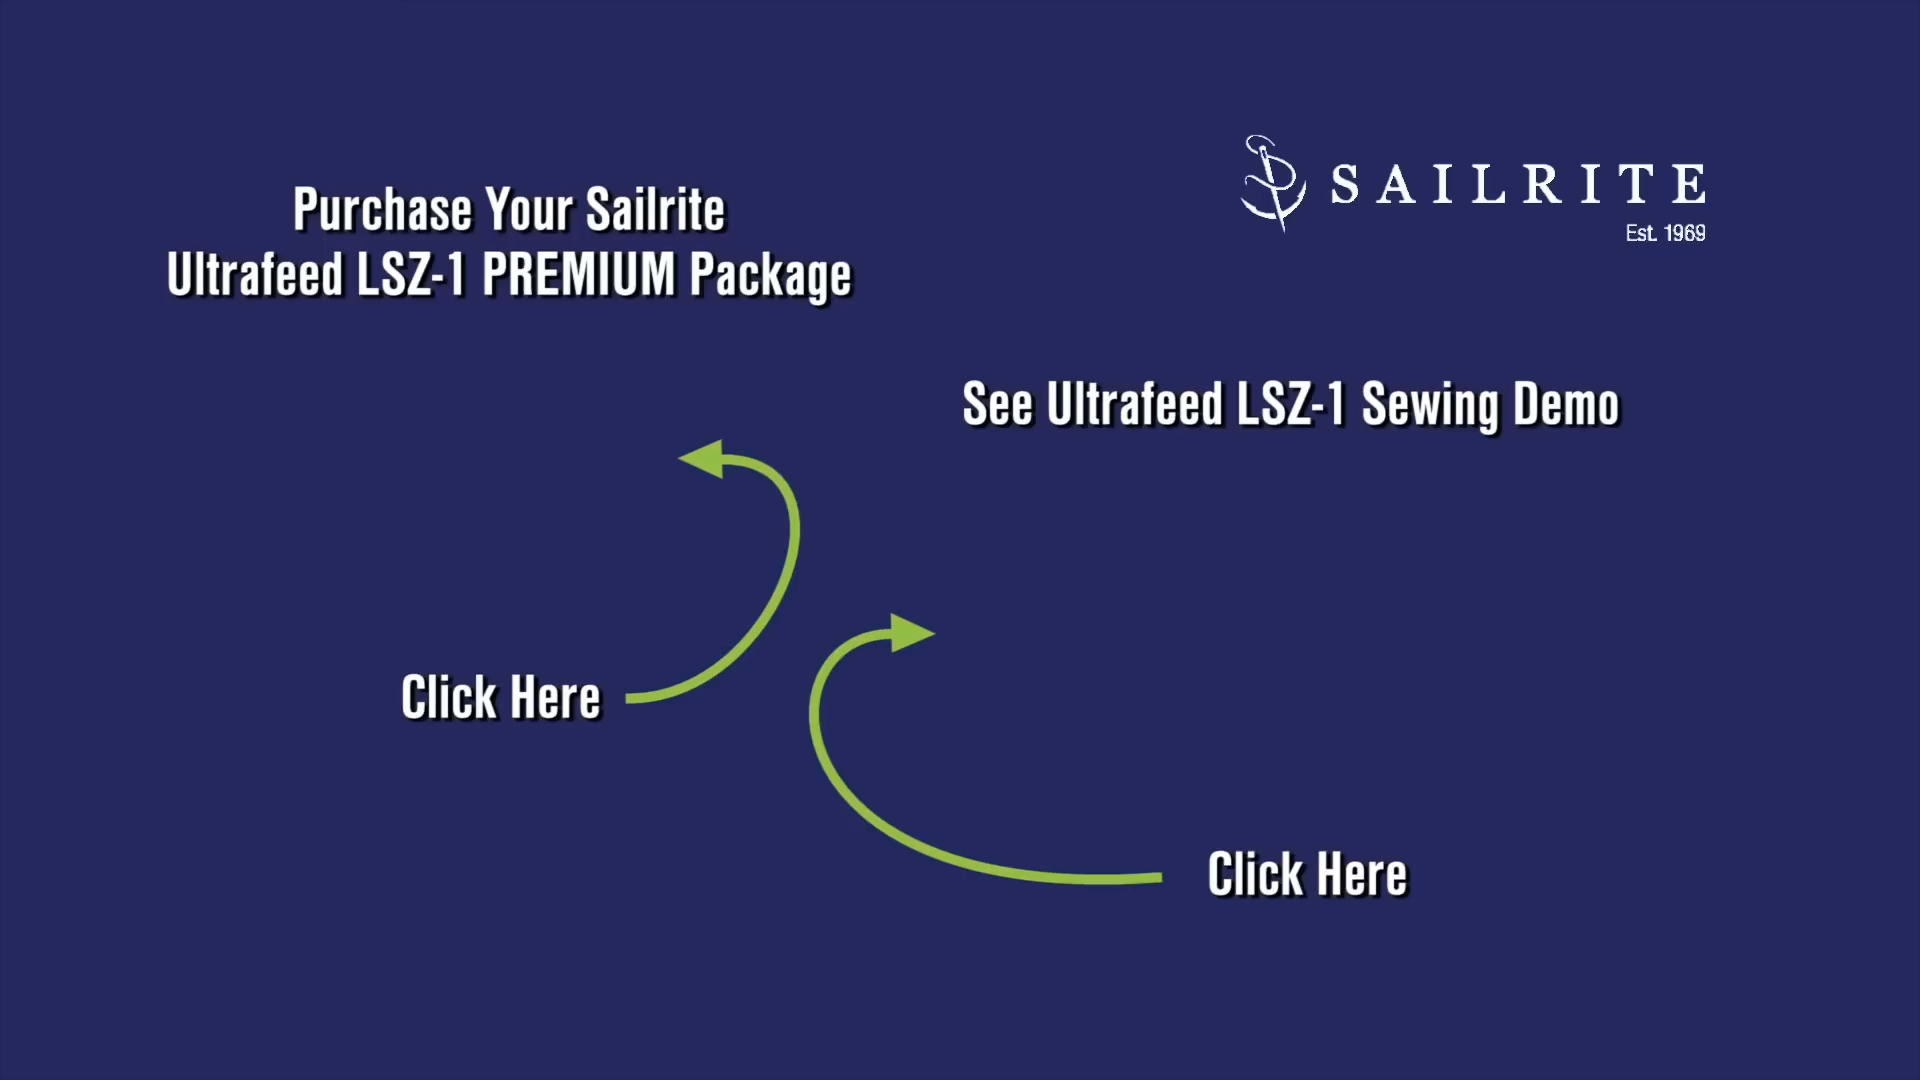 Purchase Your Sailrite
Ultrafeed LSZ-1 PREMIUM Package
SAILRITE
Est. 1969
See Ultrafeed LSZ-1 Sewing Demo
Click Here
Click Here